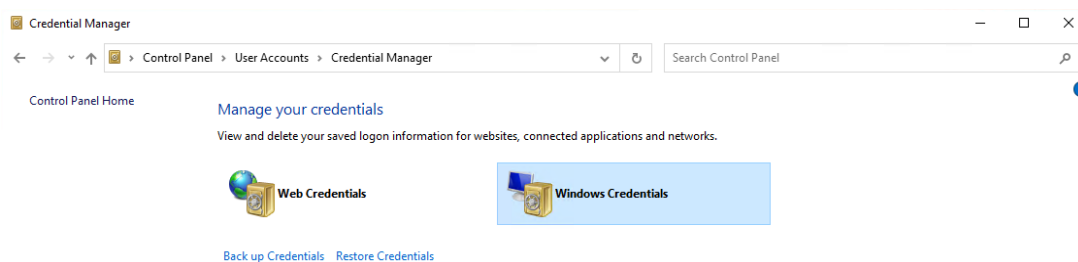 Credential Manager
Control Panel > User Accounts > Credential Manager
Search Control Panel
Control Panel Home
Manage your credentials
View and delete your saved logon information for websites, connected applications and networks.
Web Credentials
Windows Credentials
Back up Credentials Restore Credentials